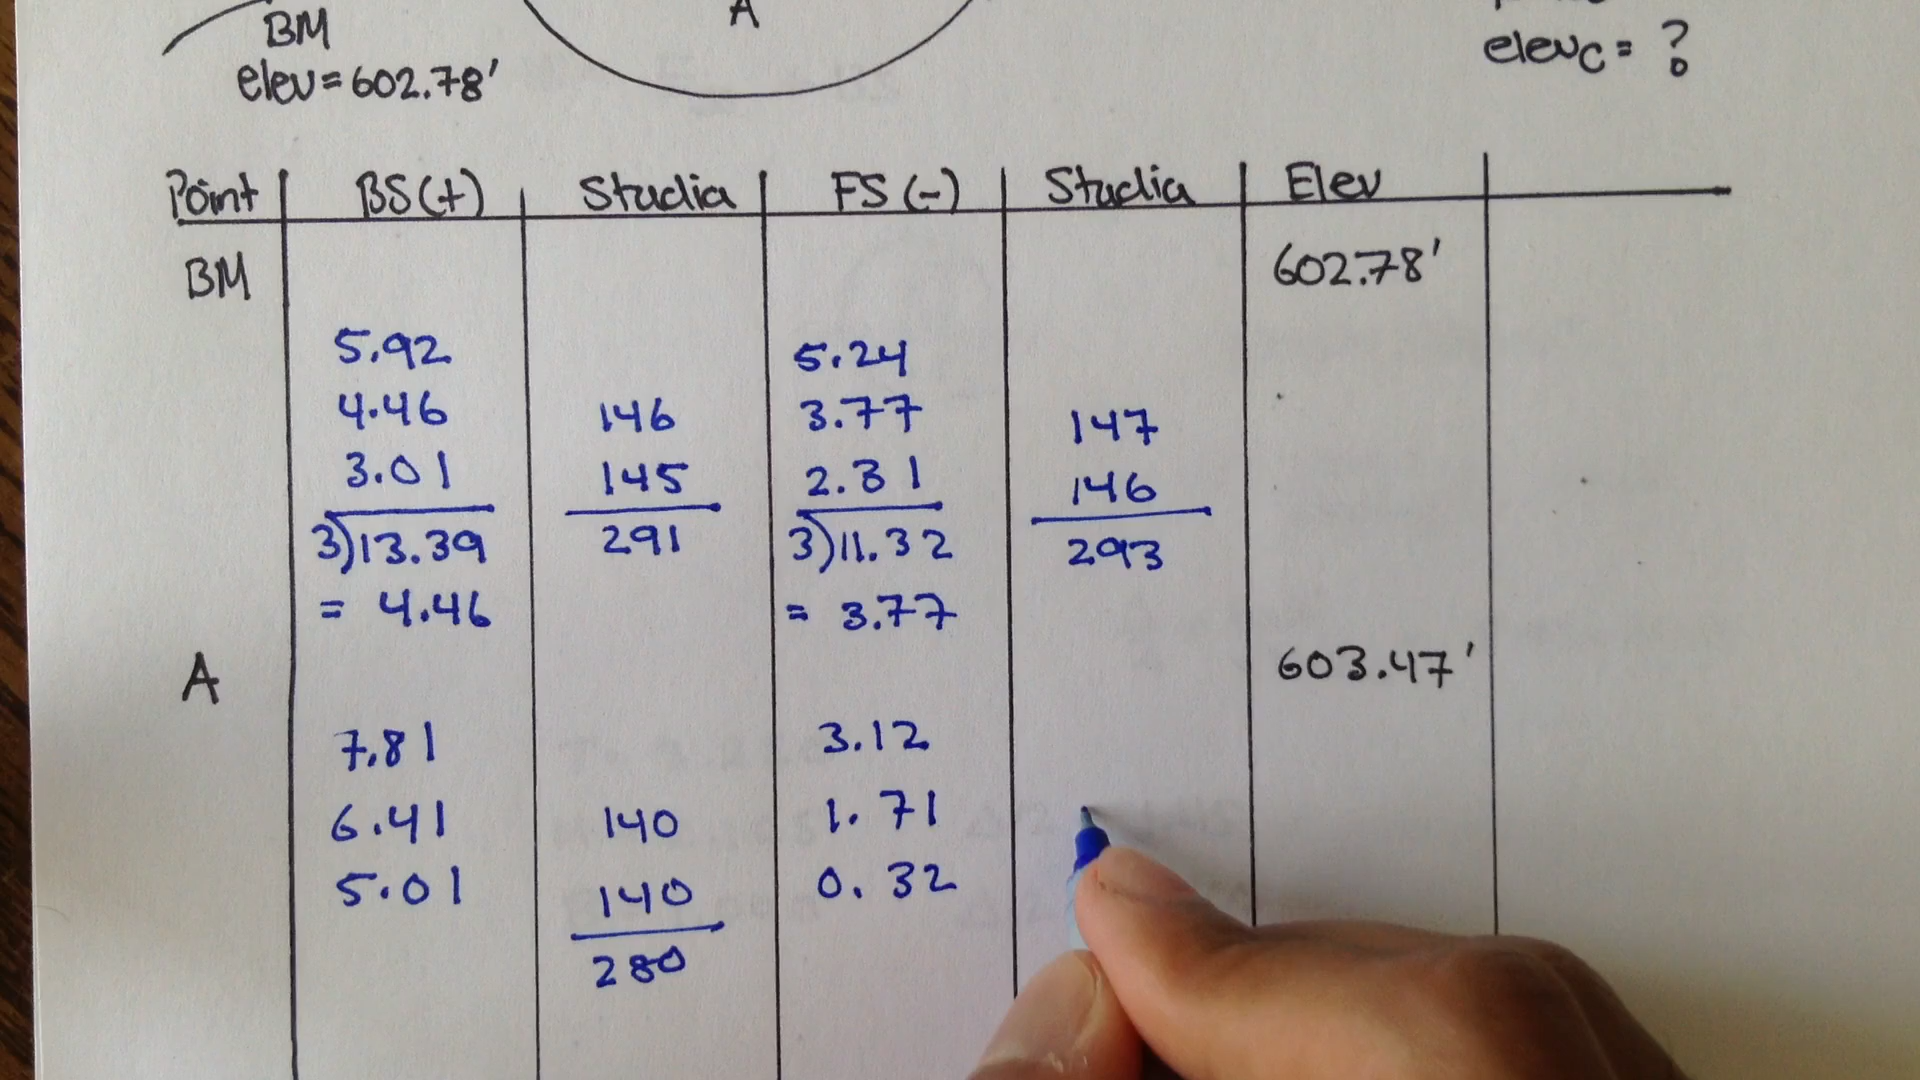 A
BM
elev=602.78'
elevc = ?
Point BS(+) Stadia FS(-) Stadia Elev
BM 602.78'
5.92 5.24
4.46 146 3.77 147
3.01 145 2.31 146
3)13.39 291 3)11.32 293
= 4.46 = 3.77
A 603.47'
7.81 3.12
6.41 140 1.71
5.01 140 0.32
280